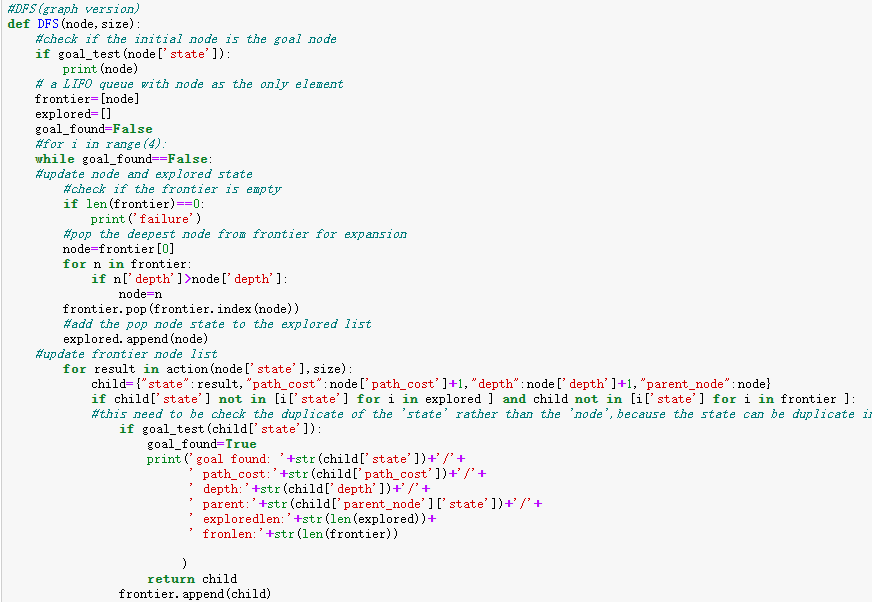 #DFS(graph version)
def DFS(node,size):
    #check if the initial node is the goal node
    if goal_test(node['state']):
        print(node)
    # a LIFO queue with node as the only element
    frontier=[node]
    explored=[]
    goal_found=False
    #for i in range(4):
    while goal_found==False:
    #update node and explored state
        #check if the frontier is empty
        if len(frontier)==0:
            print('failure')
        #pop the deepest node from frontier for expansion
        node=frontier[0]
        for n in frontier:
            if n['depth']>node['depth']:
                node=n
        frontier.pop(frontier.index(node))
        #add the pop node state to the explored list
        explored.append(node)
    #update frontier node list
        for result in action(node['state'],size):
            child={"state":result,"path_cost":node['path_cost']+1,"depth":node['depth']+1,"parent_node":node}
            if child['state'] not in [i['state'] for i in explored ] and child not in [i['state'] for i in frontier ]:
            #this need to be check the duplicate of the 'state' rather than the 'node',because the state can be duplicate
                if goal_test(child['state']):
                    goal_found=True
                    print('goal found: '+str(child['state'])+'/'+
                          ' path_cost:'+str(child['path_cost'])+'/'+
                          ' depth:'+str(child['depth'])+'/'+
                          ' parent:'+str(child['parent_node']['state'])+'/'+
                          ' exploredlen:'+str(len(explored))+
                          ' fronlen:'+str(len(frontier))
                         )
                    return child
                frontier.append(child)